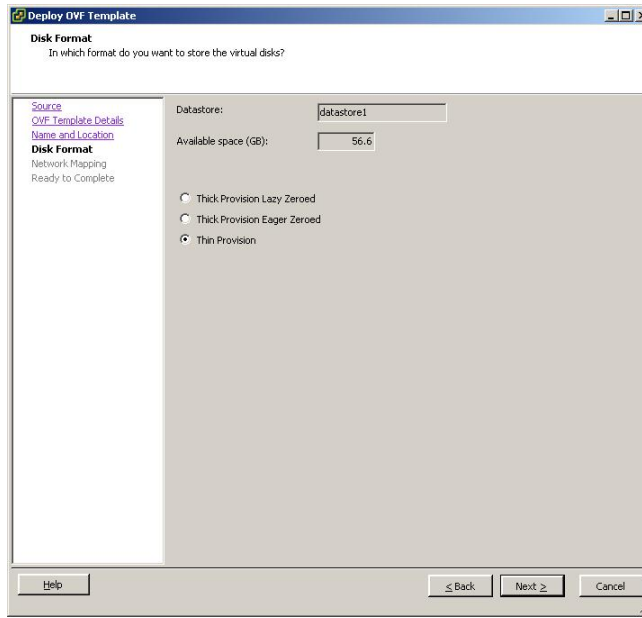 Deploy OVF Template
Disk Format
In which format do you want to store the virtual disks?
Source
OVF Template Details
Name and Location
Disk Format
Network Mapping
Ready to Complete
Datastore: datastore1
Available space (GB): 56.6
Thick Provision Lazy Zeroed
Thick Provision Eager Zeroed
Thin Provision
Help
≤ Back
Next ≥
Cancel